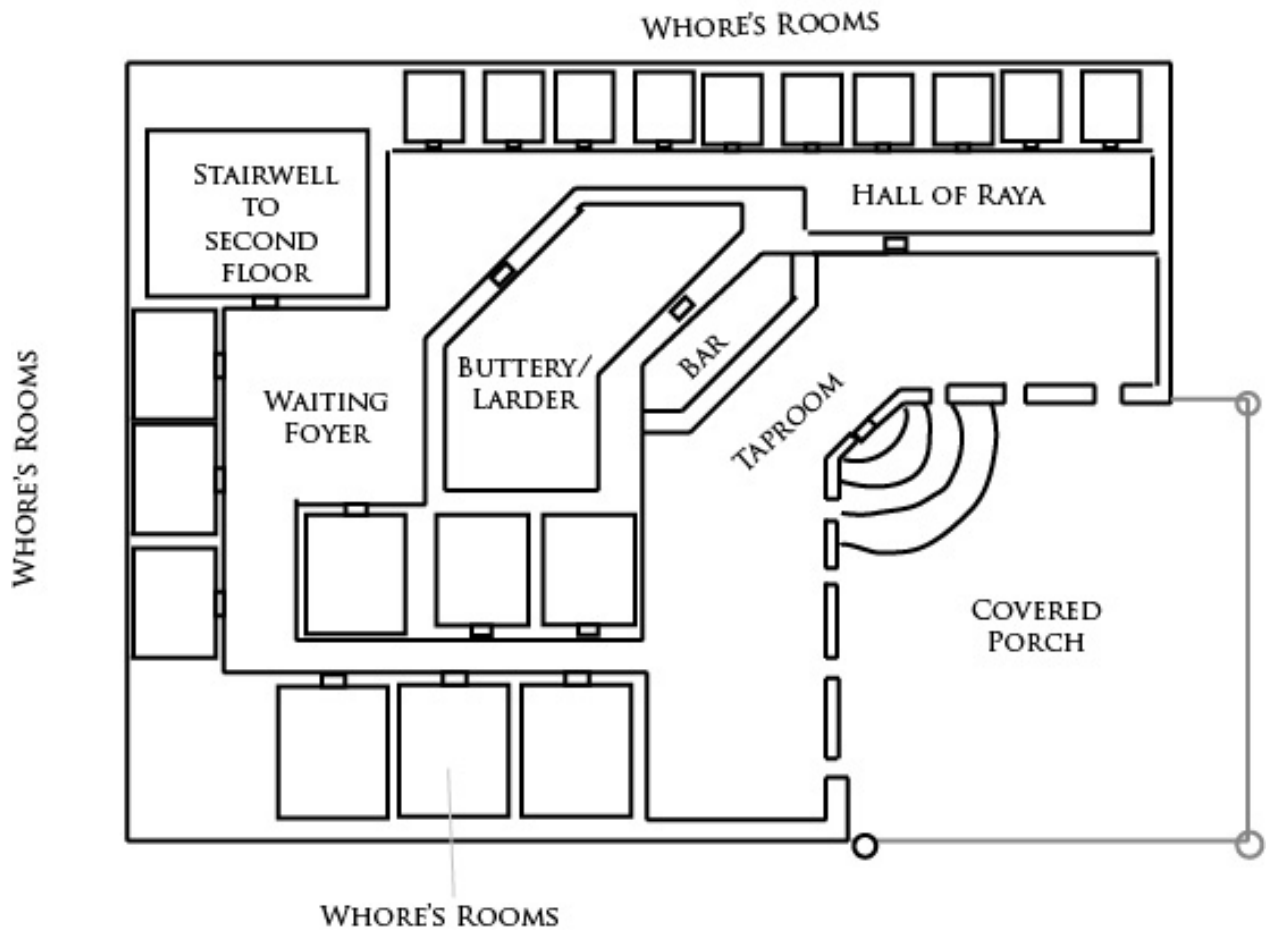 Whore's Rooms
Stairwell
to
second
floor
Hall of Raya
Whore's Rooms
Waiting
Foyer
Buttery/
Larder
Bar
Taproom
Covered
Porch
Whore's Rooms